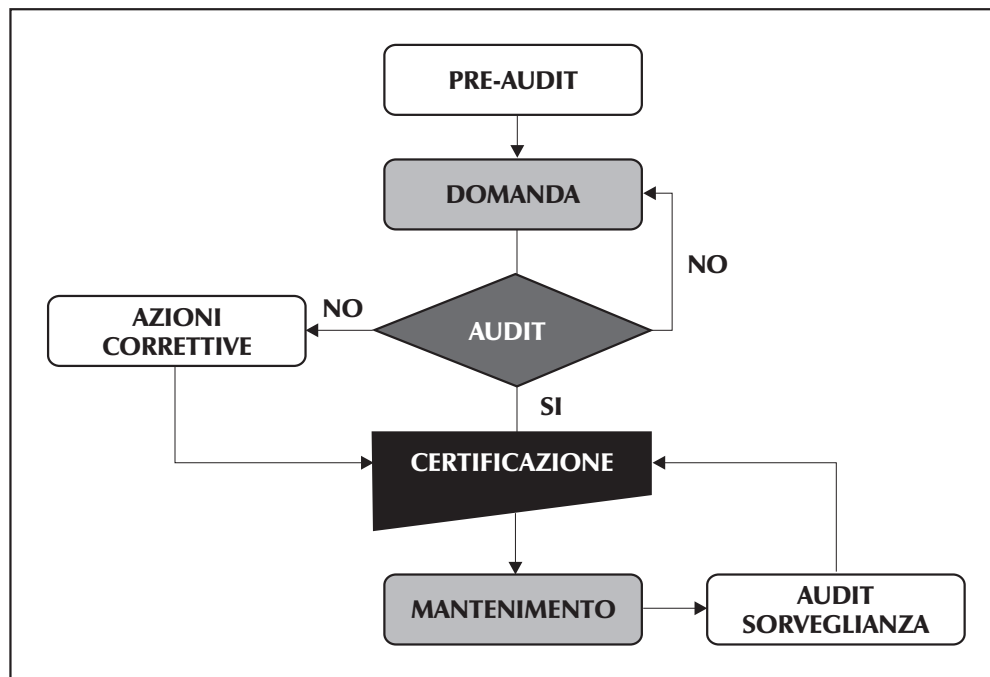 PRE-AUDIT
DOMANDA
NO
NO
AZIONI
CORRETTIVE
AUDIT
SI
CERTIFICAZIONE
MANTENIMENTO
AUDIT
SORVEGLIANZA